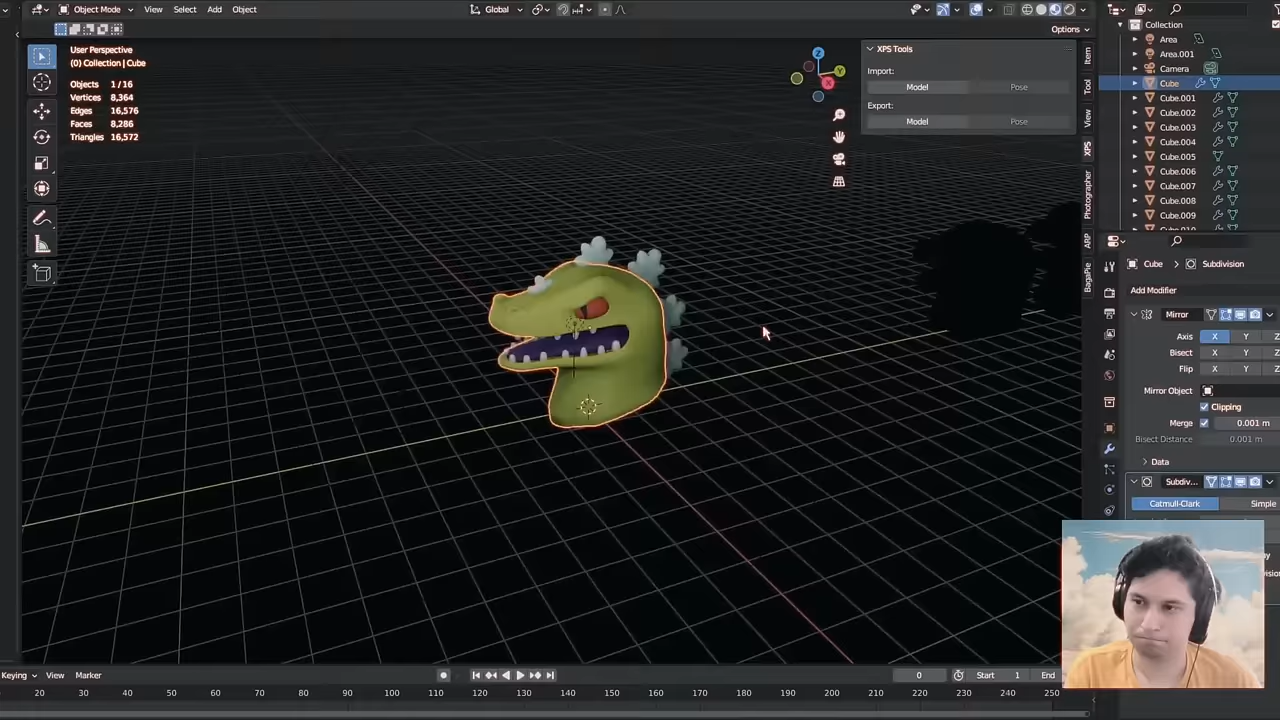 Object Mode
View
Select
Add
Object
Global
Options
User Perspective
(0) Collection | Cube
Objects 1/16
Vertices 8,364
Edges 16,576
Faces 8,286
Triangles 16,572
Z
Y
X
XPS Tools
Import:
Model
Pose
Export:
Model
Pose
Item
Tool
View
XPS
Photographer
ARP
BagaPie
Collection
Area
Area.001
Camera
Cube
Cube.001
Cube.002
Cube.003
Cube.004
Cube.005
Cube.006
Cube.007
Cube.008
Cube.009
Cube
Subdivision
Add Modifier
Mirror
Axis X Y Z
Bisect X Y Z
Flip X Y Z
Mirror Object
Clipping
Merge 0.001 m
Bisect Distance 0.001 m
Data
Subdiv...
Catmull-Clark
Simple
Keying
View
Marker
0
Start 1
End
20 30 40 50 60 70 80 90 100 110 120 130 140 150 160 170 180 190 200 210 220 230 240 250